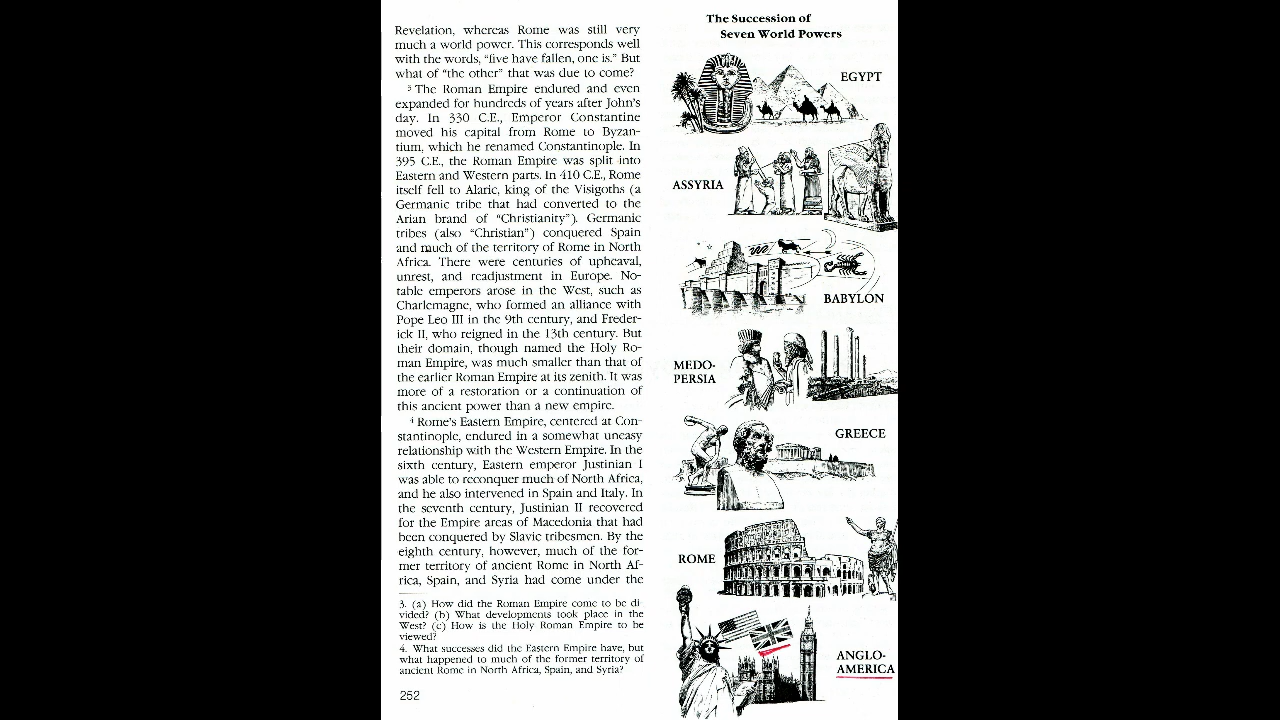 Revelation, whereas Rome was still very
much a world power. This corresponds well
with the words, “five have fallen, one is.” But
what of “the other” that was due to come?
³ The Roman Empire endured and even
expanded for hundreds of years after John’s
day. In 330 C.E., Emperor Constantine
moved his capital from Rome to Byzan-
tium, which he renamed Constantinople. In
395 C.E., the Roman Empire was split into
Eastern and Western parts. In 410 C.E., Rome
itself fell to Alaric, king of the Visigoths (a
Germanic tribe that had converted to the
Arian brand of “Christianity”). Germanic
tribes (also “Christian”) conquered Spain
and much of the territory of Rome in North
Africa. There were centuries of upheaval,
unrest, and readjustment in Europe. No-
table emperors arose in the West, such as
Charlemagne, who formed an alliance with
Pope Leo III in the 9th century, and Freder-
ick II, who reigned in the 13th century. But
their domain, though named the Holy Ro-
man Empire, was much smaller than that of
the earlier Roman Empire at its zenith. It was
more of a restoration or a continuation of
this ancient power than a new empire.
⁴ Rome’s Eastern Empire, centered at Con-
stantinople, endured in a somewhat uneasy
relationship with the Western Empire. In the
sixth century, Eastern emperor Justinian I
was able to reconquer much of North Africa,
and he also intervened in Spain and Italy. In
the seventh century, Justinian II recovered
for the Empire areas of Macedonia that had
been conquered by Slavic tribesmen. By the
eighth century, however, much of the for-
mer territory of ancient Rome in North Af-
rica, Spain, and Syria had come under the
3. (a) How did the Roman Empire come to be di-
vided? (b) What developments took place in the
West? (c) How is the Holy Roman Empire to be
viewed?
4. What successes did the Eastern Empire have, but
what happened to much of the former territory of
ancient Rome in North Africa, Spain, and Syria?
252
The Succession of
Seven World Powers
EGYPT
ASSYRIA
BABYLON
MEDO-
PERSIA
GREECE
ROME
ANGLO-
AMERICA